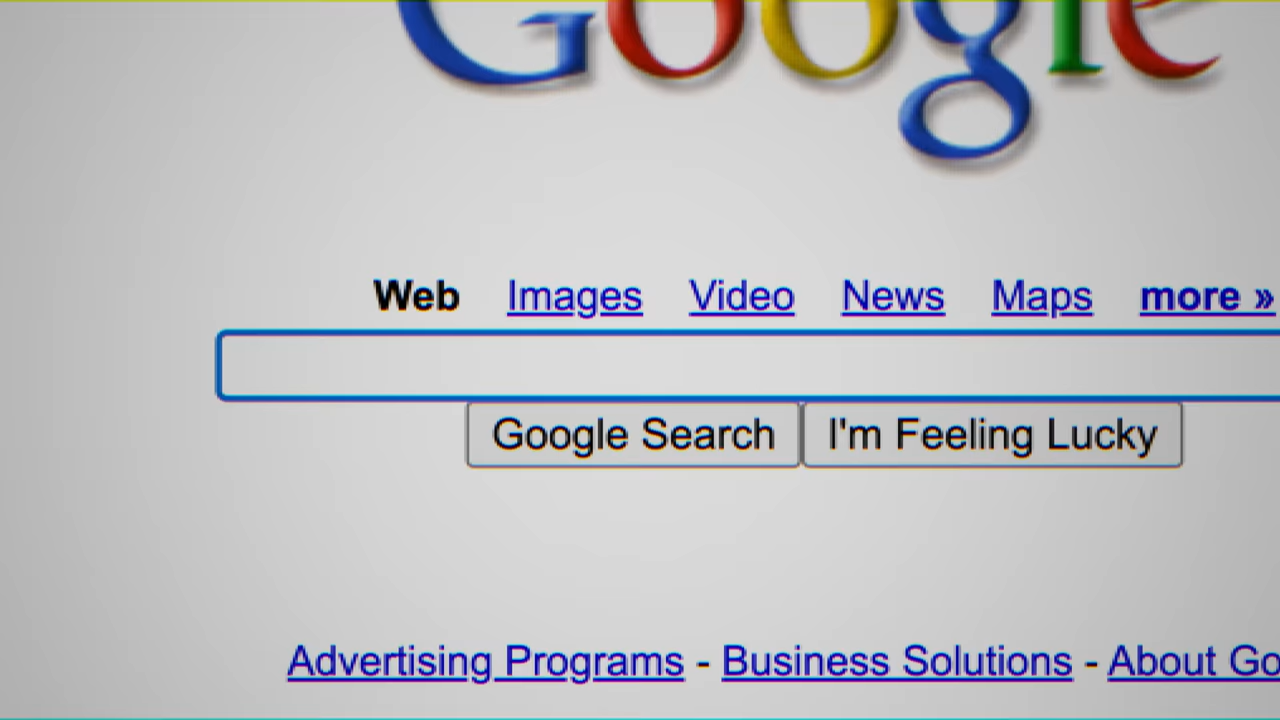 Google
Web Images Video News Maps more »
Google Search I'm Feeling Lucky
Advertising Programs - Business Solutions - About Go